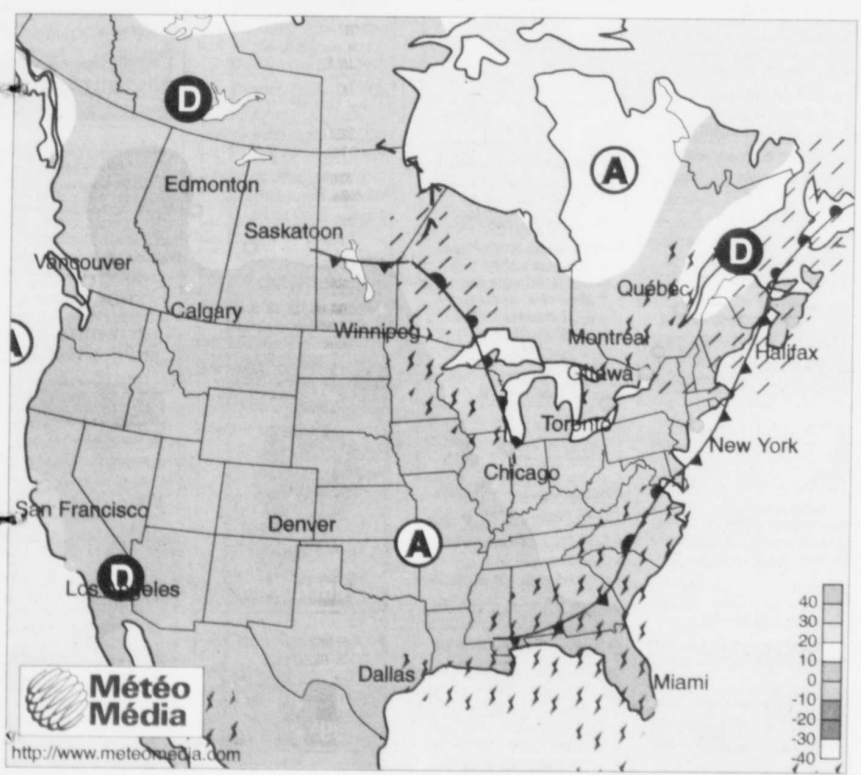 D
A
Edmonton
Saskatoon
D
Vancouver
Québec
Calgary
Winnipeg
Montréal
A
Halifax
Ottawa
Toronto
New York
Chicago
San Francisco
Denver
A
D
Los Angeles
40
30
20
10
0
-10
-20
-30
-40
Dallas
Miami
Météo
Média
http://www.meteomedia.com